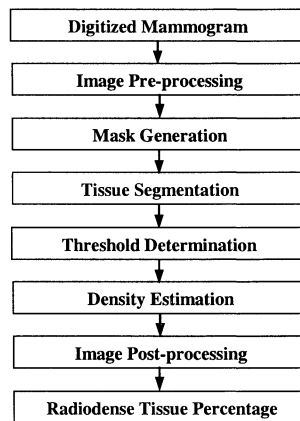 Digitized Mammogram
Image Pre-processing
Mask Generation
Tissue Segmentation
Threshold Determination
Density Estimation
Image Post-processing
Radiodense Tissue Percentage